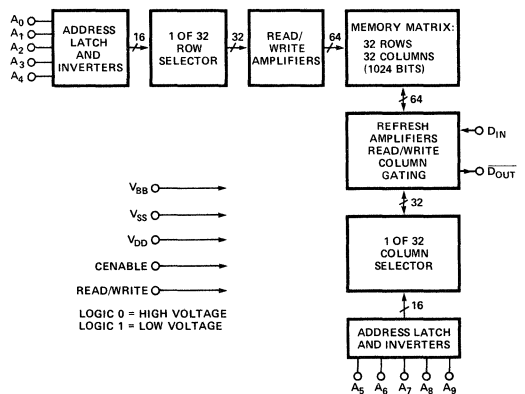 A0
A1
A2
A3
A4
ADDRESS
LATCH
AND
INVERTERS
16
1 OF 32
ROW
SELECTOR
32
READ/
WRITE
AMPLIFIERS
64
MEMORY MATRIX:
32 ROWS
32 COLUMNS
(1024 BITS)
64
REFRESH
AMPLIFIERS
READ/WRITE
COLUMN
GATING
DIN
DOUT
32
1 OF 32
COLUMN
SELECTOR
16
ADDRESS LATCH
AND INVERTERS
A5 A6 A7 A8 A9
VBB
VSS
VDD
CENABLE
READ/WRITE
LOGIC 0 = HIGH VOLTAGE
LOGIC 1 = LOW VOLTAGE